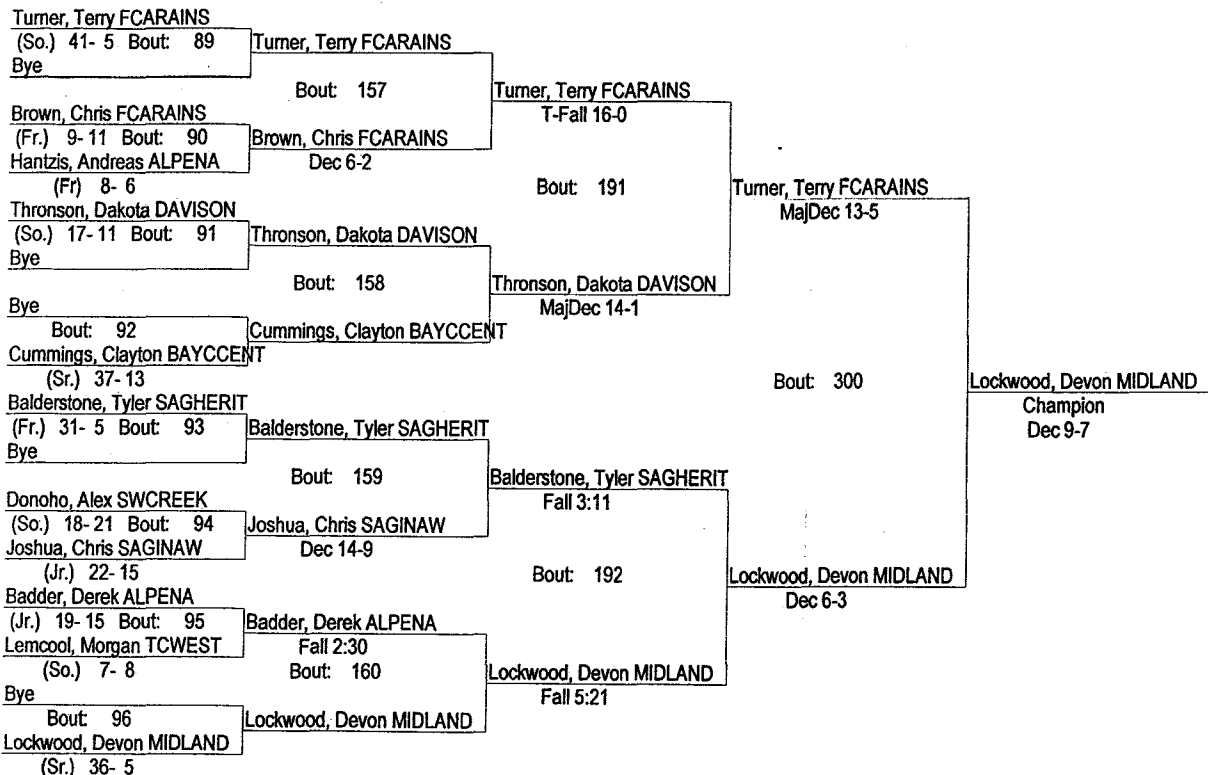 Turner, Terry FCARAINS
(So.) 41- 5 Bout: 89
Bye
Turner, Terry FCARAINS
Bout: 157
Brown, Chris FCARAINS
(Fr.) 9- 11 Bout: 90
Hantzis, Andreas ALPENA
(Fr) 8- 6
Brown, Chris FCARAINS
Dec 6-2
Turner, Terry FCARAINS
T-Fall 16-0
Bout: 191
Thronson, Dakota DAVISON
(So.) 17- 11 Bout: 91
Bye
Thronson, Dakota DAVISON
Bout: 158
Bye
Bout: 92
Cummings, Clayton BAYCCENT
(Sr.) 37- 13
Cummings, Clayton BAYCCENT
Thronson, Dakota DAVISON
MajDec 14-1
Turner, Terry FCARAINS
MajDec 13-5
Bout: 300
Balderstone, Tyler SAGHERIT
(Fr.) 31- 5 Bout: 93
Bye
Balderstone, Tyler SAGHERIT
Bout: 159
Donoho, Alex SWCREEK
(So.) 18- 21 Bout: 94
Joshua, Chris SAGINAW
(Jr.) 22- 15
Joshua, Chris SAGINAW
Dec 14-9
Balderstone, Tyler SAGHERIT
Fall 3:11
Bout: 192
Badder, Derek ALPENA
(Jr.) 19- 15 Bout: 95
Lemcool, Morgan TCWEST
(So.) 7- 8
Badder, Derek ALPENA
Fall 2:30
Bout: 160
Bye
Bout: 96
Lockwood, Devon MIDLAND
(Sr.) 36- 5
Lockwood, Devon MIDLAND
Lockwood, Devon MIDLAND
Fall 5:21
Lockwood, Devon MIDLAND
Dec 6-3
Lockwood, Devon MIDLAND
Champion
Dec 9-7